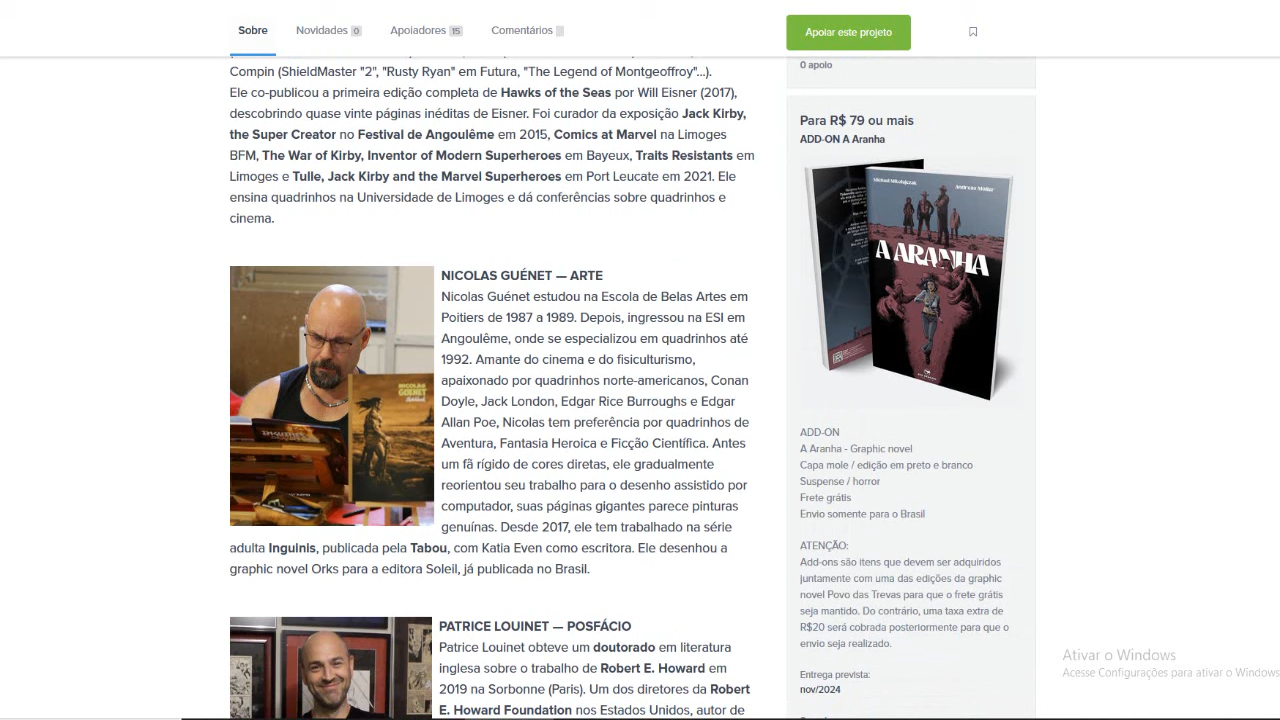 Sobre
Novidades 0
Apoiadores 15
Comentários
Apoiar este projeto
Compin (ShieldMaster "2", "Rusty Ryan" em Futura, "The Legend of Montgeoffroy"...).
Ele co-publicou a primeira edição completa de Hawks of the Seas por Will Eisner (2017),
descobrindo quase vinte páginas inéditas de Eisner. Foi curador da exposição Jack Kirby,
the Super Creator no Festival de Angoulême em 2015, Comics at Marvel na Limoges
BFM, The War of Kirby, Inventor of Modern Superheroes em Bayeux, Traits Resistants em
Limoges e Tulle, Jack Kirby and the Marvel Superheroes em Port Leucate em 2021. Ele
ensina quadrinhos na Universidade de Limoges e dá conferências sobre quadrinhos e
cinema.
NICOLAS GUÉNET — ARTE
Nicolas Guénet estudou na Escola de Belas Artes em
Poitiers de 1987 a 1989. Depois, ingressou na ESI em
Angoulême, onde se especializou em quadrinhos até
1992. Amante do cinema e do fisiculturismo,
apaixonado por quadrinhos norte-americanos, Conan
Doyle, Jack London, Edgar Rice Burroughs e Edgar
Allan Poe, Nicolas tem preferência por quadrinhos de
Aventura, Fantasia Heroica e Ficção Científica. Antes
um fã rígido de cores diretas, ele gradualmente
reorientou seu trabalho para o desenho assistido por
computador, suas páginas gigantes parece pinturas
genuínas. Desde 2017, ele tem trabalhado na série
adulta Inguinis, publicada pela Tabou, com Katia Even como escritora. Ele desenhou a
graphic novel Orks para a editora Soleil, já publicada no Brasil.
NICOLAS
GUENET
PATRICE LOUINET — POSFÁCIO
Patrice Louinet obteve um doutorado em literatura
inglesa sobre o trabalho de Robert E. Howard em
2019 na Sorbonne (Paris). Um dos diretores da Robert
E. Howard Foundation nos Estados Unidos, autor de
0 apoio
Para R$ 79 ou mais
ADD-ON A Aranha
Michael Mikolajczak
Andreas Möller
A ARANHA
ADD-ON
A Aranha - Graphic novel
Capa mole / edição em preto e branco
Suspense / horror
Frete grátis
Envio somente para o Brasil
ATENÇÃO:
Add-ons são itens que devem ser adquiridos
juntamente com uma das edições da graphic
novel Povo das Trevas para que o frete grátis
seja mantido. Do contrário, uma taxa extra de
R$20 será cobrada posteriormente para que o
envio seja realizado.
Entrega prevista:
nov/2024
Ativar o Windows
Acesse Configurações para ativar o Windows